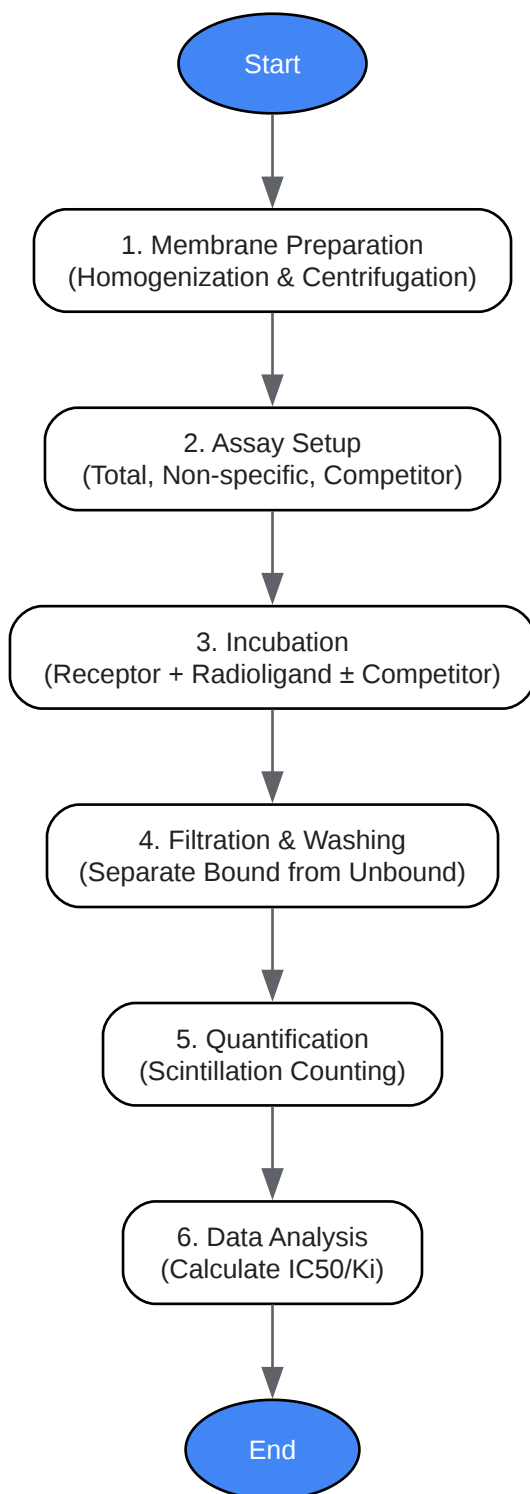 Start
1. Membrane Preparation
(Homogenization & Centrifugation)
2. Assay Setup
(Total, Non-specific, Competitor)
3. Incubation
(Receptor + Radioligand ± Competitor)
4. Filtration & Washing
(Separate Bound from Unbound)
5. Quantification
(Scintillation Counting)
6. Data Analysis
(Calculate IC50/Ki)
End